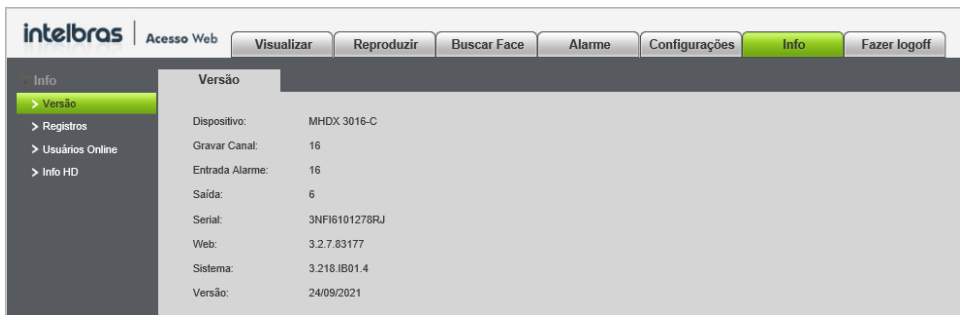 intelbras Acesso Web Visualizar Reproduzir Buscar Face Alarme Configurações Info Fazer logoff
Info
Versão
Registros
Usuários Online
Info HD
Versão
Dispositivo: MHDX 3016-C
Gravar Canal: 16
Entrada Alarme: 16
Saída: 6
Serial: 3NFI6101278RJ
Web: 3.2.7.83177
Sistema: 3.218.IB01.4
Versão: 24/09/2021